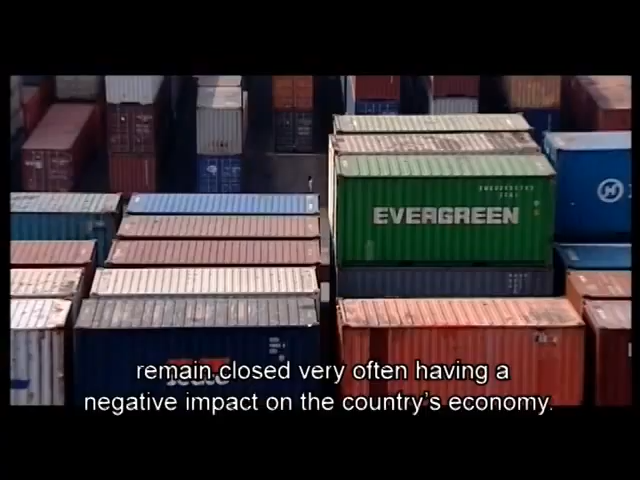 EVERGREEN
remain closed very often having a
negative impact on the country's economy.